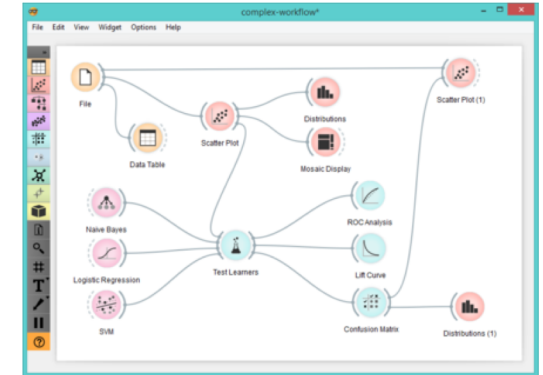 complex-workflow*
File Edit View Widget Options Help
File
Scatter Plot
Distributions
Scatter Plot (1)
Data Table
Mosaic Display
Naive Bayes
ROC Analysis
Logistic Regression
Test Learners
Lift Curve
SVM
Confusion Matrix
Distributions (1)